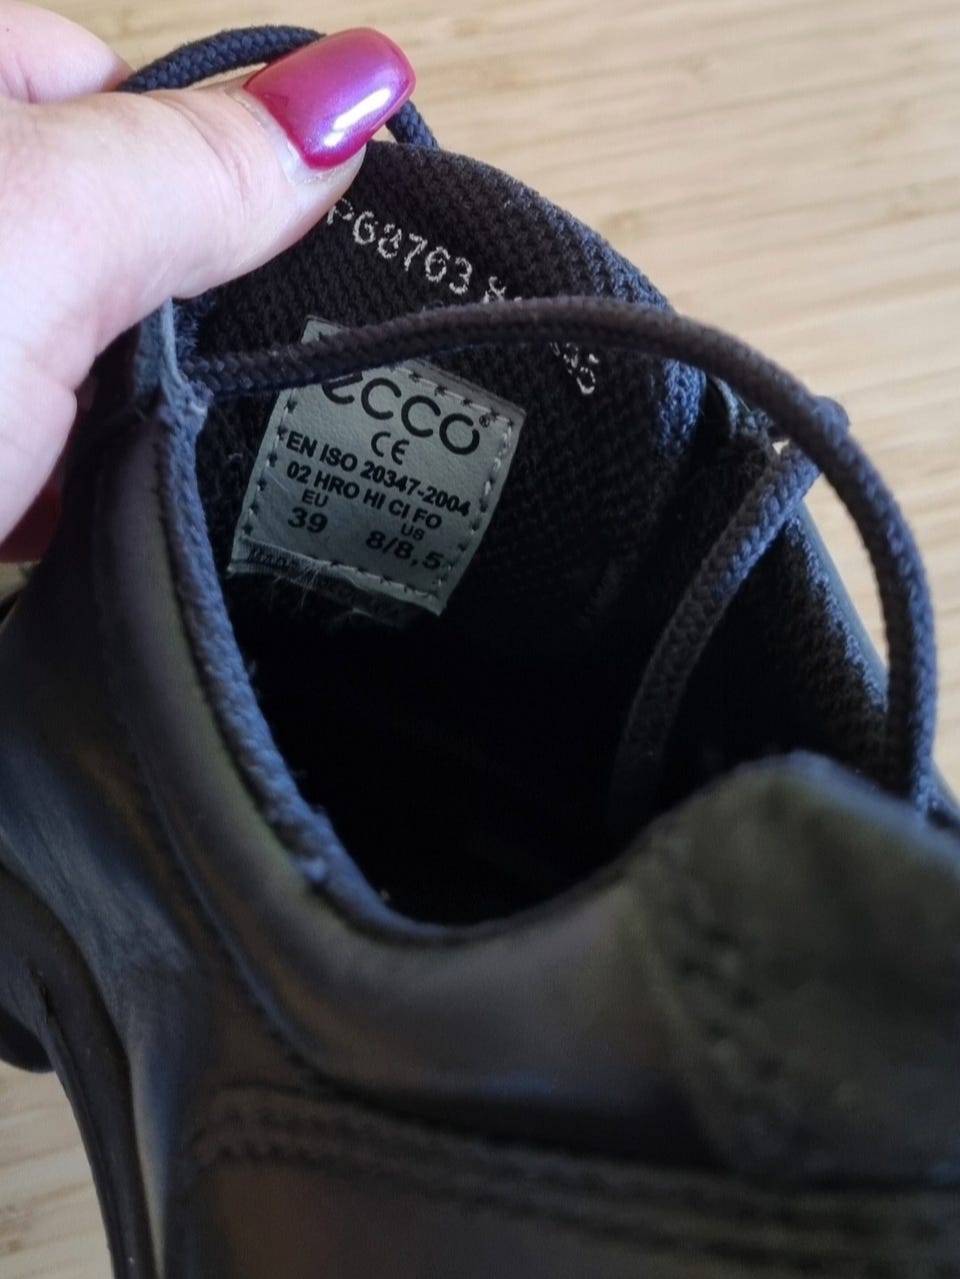 P68763
ecco®
CE
EN ISO 20347-2004
02 HRO HI CI FO
EU US
39 8/8,5